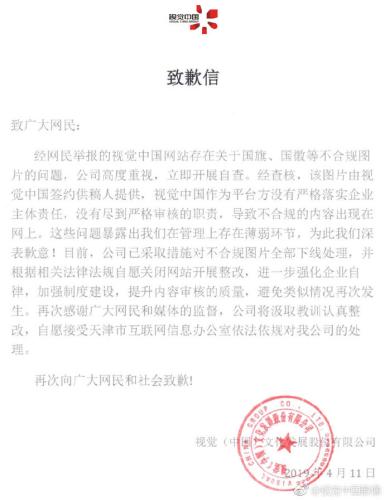 视觉中国
致歉信
致广大网民：
经网民举报的视觉中国网站存在关于国旗、国徽等不合规图
片的问题，公司高度重视，立即开展自查。经查核，该图片由视
觉中国签约供稿人提供，视觉中国作为平台方没有严格落实企业
主体责任，没有尽到严格审核的职责，导致不合规的内容出现在
网上。这些问题暴露出我们在管理上存在薄弱环节，为此我们深
表歉意！目前，公司已采取措施对不合规图片全部下线处理，并
根据相关法律法规自愿关闭网站开展整改，进一步强化企业自
律，加强制度建设，提升内容审核的质量，避免类似情况再次发
生。再次感谢广大网民和媒体的监督，公司将汲取教训认真整
改，自愿接受天津市互联网信息办公室依法依规对我公司的处
理。
再次向广大网民和社会致歉！
视觉（中国）文化发展股份有限公司
2019年4月11日